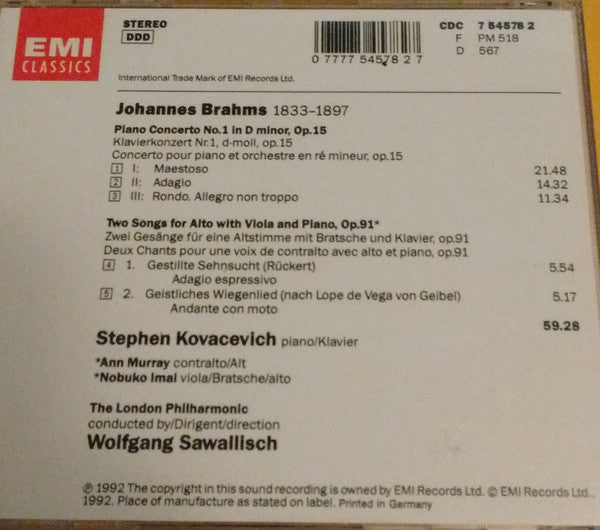 EMI
CLASSICS
STEREO
DDD
0 7777 54578 2 7
CDC 7 54578 2
F PM 518
D 567
International Trade Mark of EMI Records Ltd.
Johannes Brahms 1833–1897
Piano Concerto No.1 in D minor, Op.15
Klavierkonzert Nr.1, d-moll, op.15
Concerto pour piano et orchestre en ré mineur, op.15
1 I: Maestoso 21.48
2 II: Adagio 14.32
3 III: Rondo. Allegro non troppo 11.34
Two Songs for Alto with Viola and Piano, Op.91*
Zwei Gesänge für eine Altstimme mit Bratsche und Klavier, op.91
Deux Chants pour une voix de contralto avec alto et piano, op.91
4 1. Gestillte Sehnsucht (Rückert) 5.54
Adagio espressivo
5 2. Geistliches Wiegenlied (nach Lope de Vega von Geibel) 5.17
Andante con moto
59.28
Stephen Kovacevich piano/Klavier
*Ann Murray contralto/Alt
*Nobuko Imai viola/Bratsche/alto
The London Philharmonic
conducted by/Dirigent/direction
Wolfgang Sawallisch
℗ 1992 The copyright in this sound recording is owned by EMI Records Ltd. © EMI Records Ltd.,
1992. Place of manufacture as stated on label. Printed in Germany